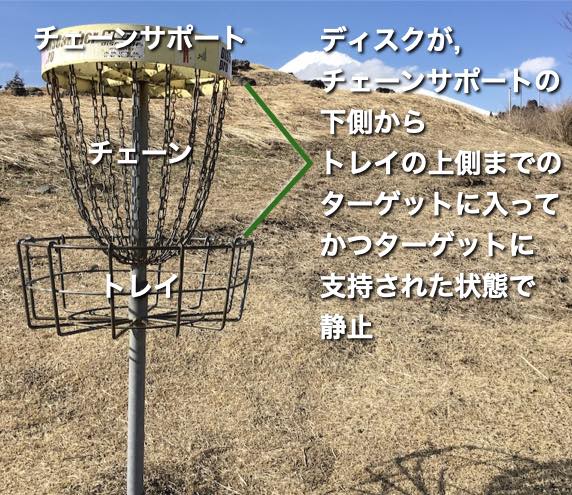 チェーンサポート
チェーン
トレイ
ディスクが,
チェーンサポートの
下側から
トレイの上側までの
ターゲットに入って
かつターゲットに
支持された状態で
静止